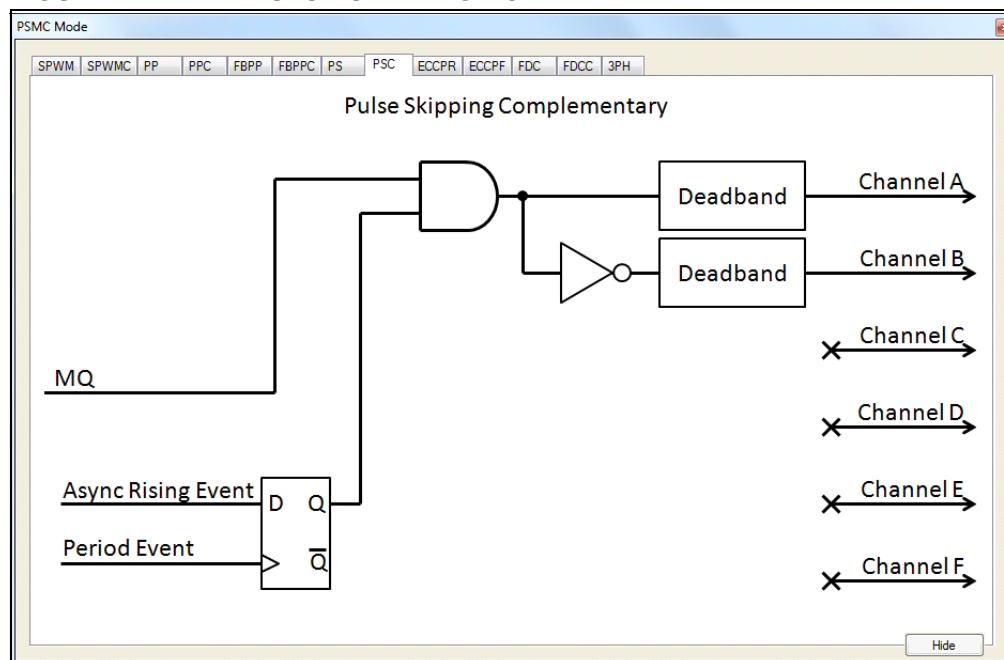 PSMC Mode
SPWM SPWMC PP PPC FBPP FBPPC PS PSC ECCPR ECCPF FDC FDCC 3PH
Pulse Skipping Complementary
Deadband
Channel A
Deadband
Channel B
Channel C
MQ
Channel D
Async Rising Event
D Q
Channel E
Period Event
Q̅
Channel F
Hide